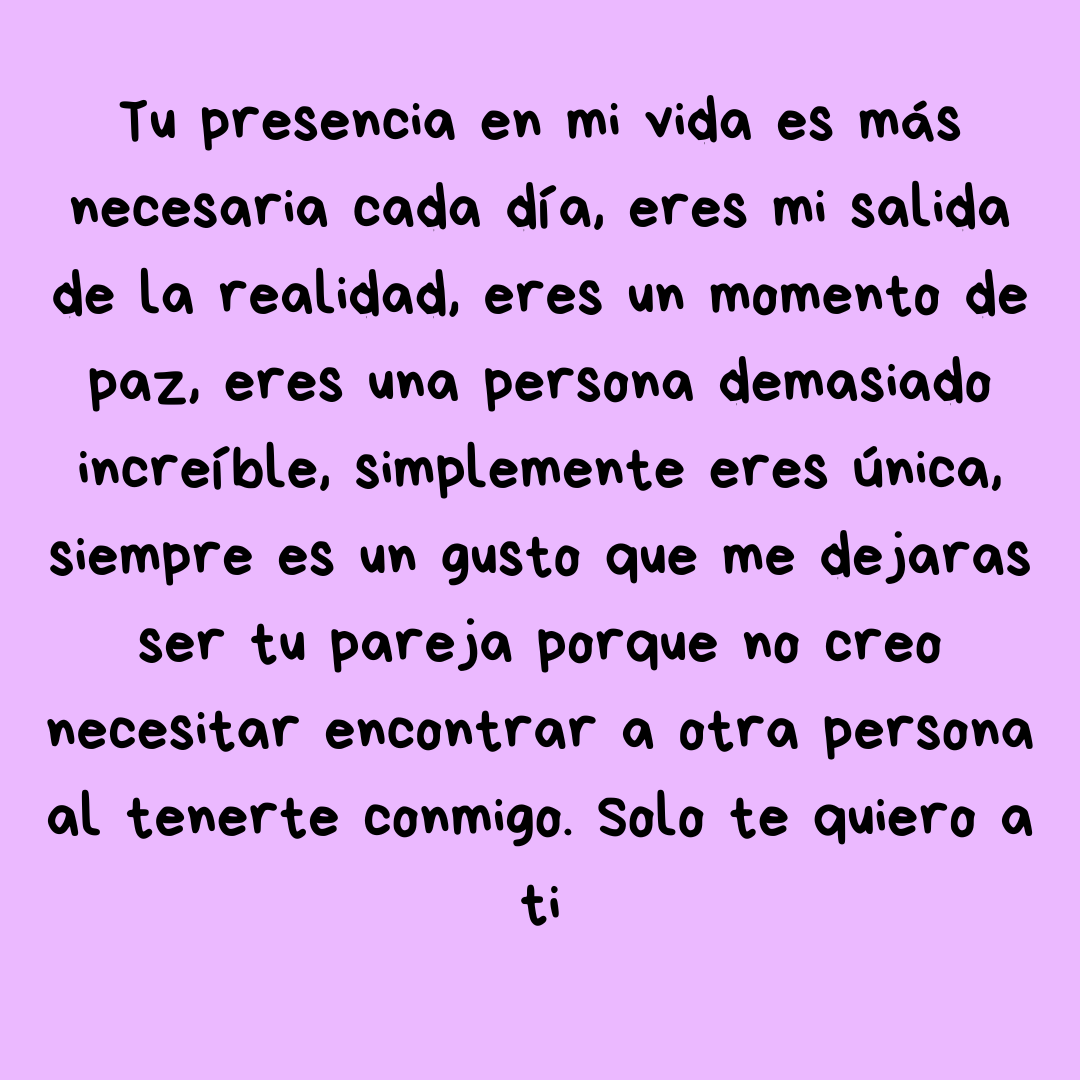 Tu presencia en mi vida es más
necesaria cada día, eres mi salida
de la realidad, eres un momento de
paz, eres una persona demasiado
increíble, simplemente eres única,
siempre es un gusto que me dejaras
ser tu pareja porque no creo
necesitar encontrar a otra persona
al tenerte conmigo. Solo te quiero a
ti